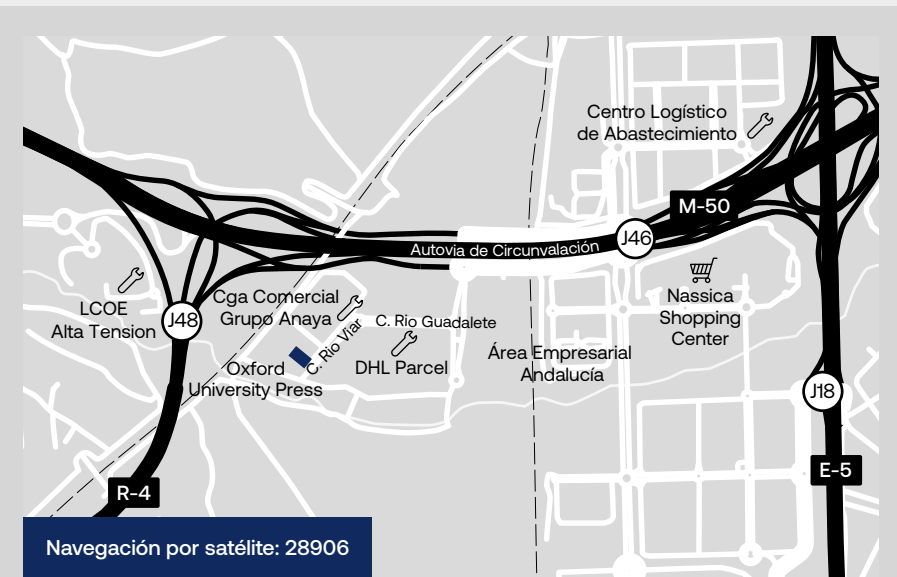 Centro Logístico
de Abastecimiento
M-50
J46
Autovia de Circunvalación
LCOE
Alta Tension
J48
Cga Comercial
Grupo Anaya
C. Rio Viar
C. Rio Guadalete
DHL Parcel
Oxford
University Press
Área Empresarial
Andalucía
Nassica
Shopping
Center
J18
E-5
R-4
Navegación por satélite: 28906